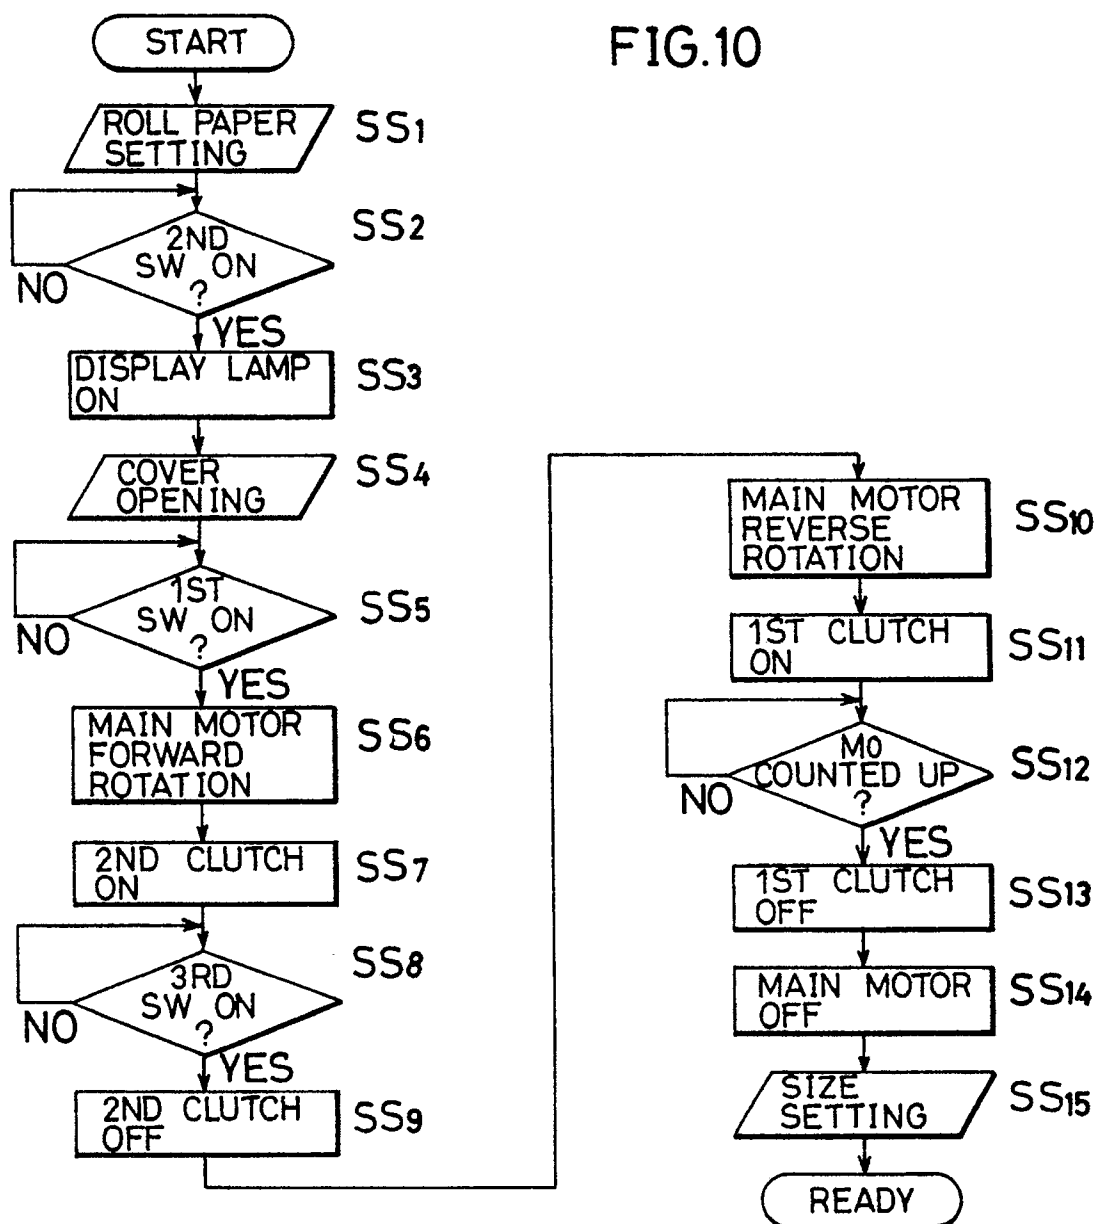 FIG.10
START
ROLL PAPER
SETTING
SS1
2ND
SW ON
?
SS2
NO
YES
DISPLAY LAMP
ON
SS3
COVER
OPENING
SS4
1ST
SW ON
?
SS5
NO
YES
MAIN MOTOR
FORWARD
ROTATION
SS6
2ND CLUTCH
ON
SS7
3RD
SW ON
?
SS8
NO
YES
2ND CLUTCH
OFF
SS9
MAIN MOTOR
REVERSE
ROTATION
SS10
1ST CLUTCH
ON
SS11
MO
COUNTED UP
?
SS12
NO
YES
1ST CLUTCH
OFF
SS13
MAIN MOTOR
OFF
SS14
SIZE
SETTING
SS15
READY